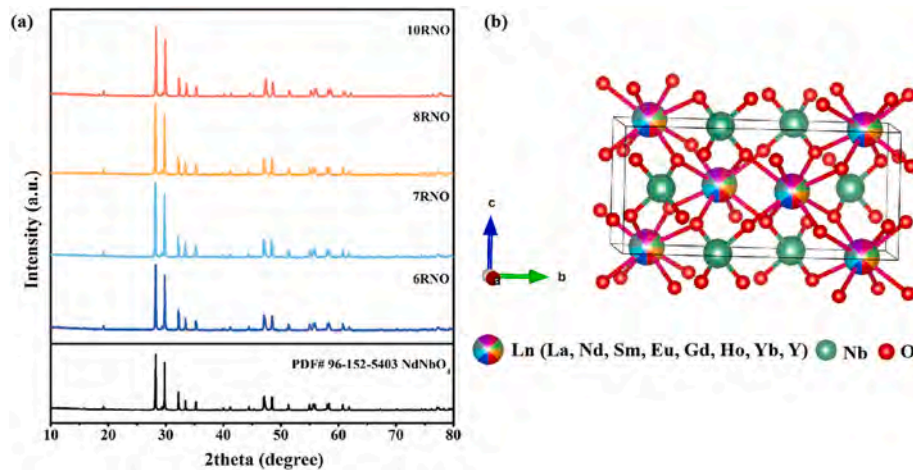 (a)
10RNO
8RNO
7RNO
6RNO
PDF# 96-152-5403 NdNbO₄
Intensity (a.u.)
10 20 30 40 50 60 70 80
2theta (degree)
(b)
c
a
b
Ln (La, Nd, Sm, Eu, Gd, Ho, Yb, Y) Nb O